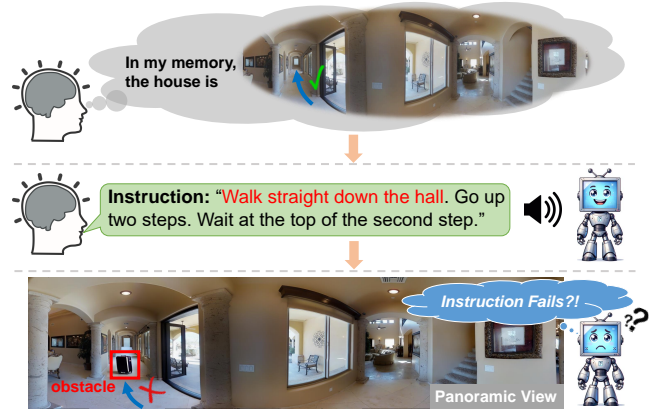 In my memory,
the house is
Instruction: “Walk straight down the hall. Go up
two steps. Wait at the top of the second step.”
Instruction Fails?!
??
obstacle
Panoramic View